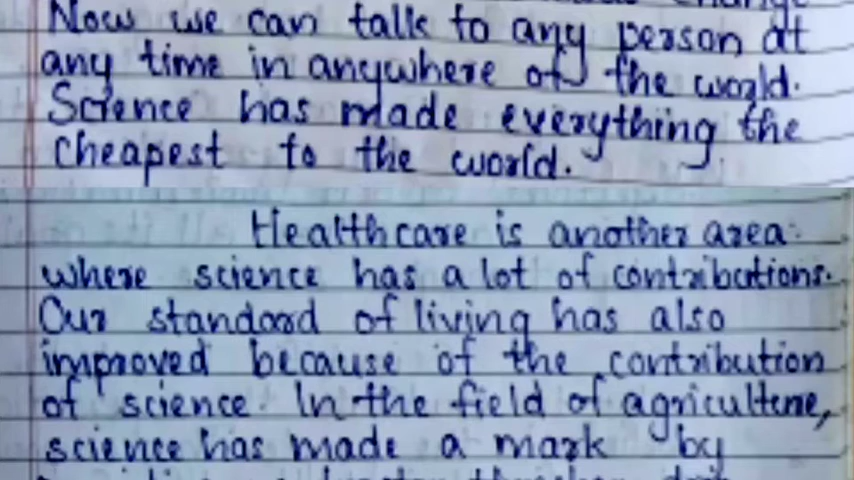 Now we can talk to any person at
any time in anywhere of the world.
Science has made everything the
cheapest to the world.
Healthcare is another area
where science has a lot of contributions.
Our standard of living has also
improved because of the contribution
of science. In the field of agriculture,
science has made a mark by